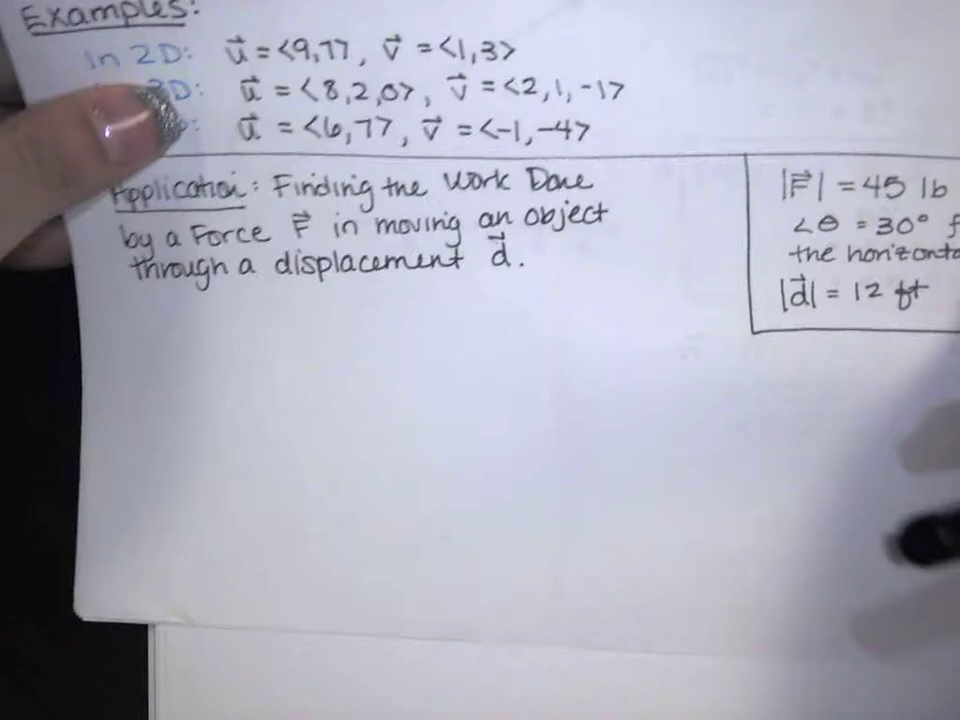 Examples:
In 2D: u⃗ = <9,7>, v⃗ = <1,3>
D: u⃗ = <8,2,0>, v⃗ = <2,1,-1>
: u⃗ = <6,7>, v⃗ = <-1,-4>
Application: Finding the Work Done
by a Force F⃗ in moving an object
through a displacement d⃗.
|F⃗| = 45 lb
∠θ = 30° f
the horizonta
|d⃗| = 12 ft